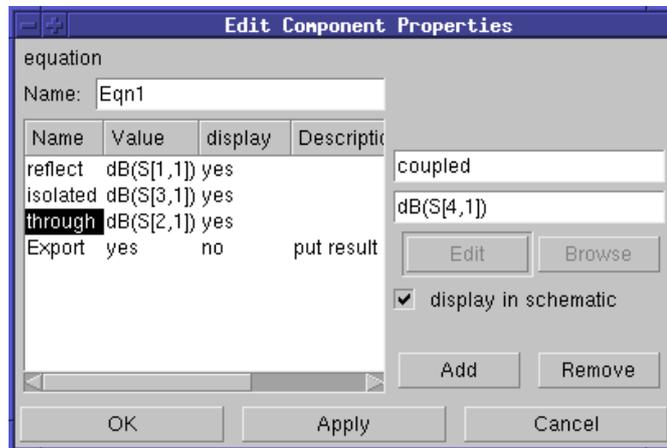 Edit Component Properties
equation
Name: Eqn1
Name Value display Descriptic
reflect dB(S[1,1]) yes
isolated dB(S[3,1]) yes
through dB(S[2,1]) yes
Export yes no put result
coupled
dB(S[4,1])
Edit Browse
display in schematic
Add Remove
OK Apply Cancel